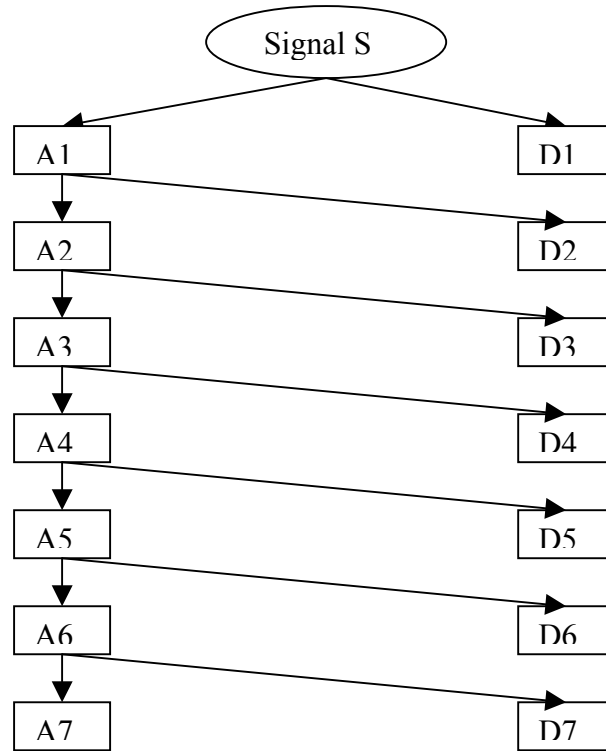 Signal S
A1 D1
A2 D2
A3 D3
A4 D4
A5 D5
A6 D6
A7 D7